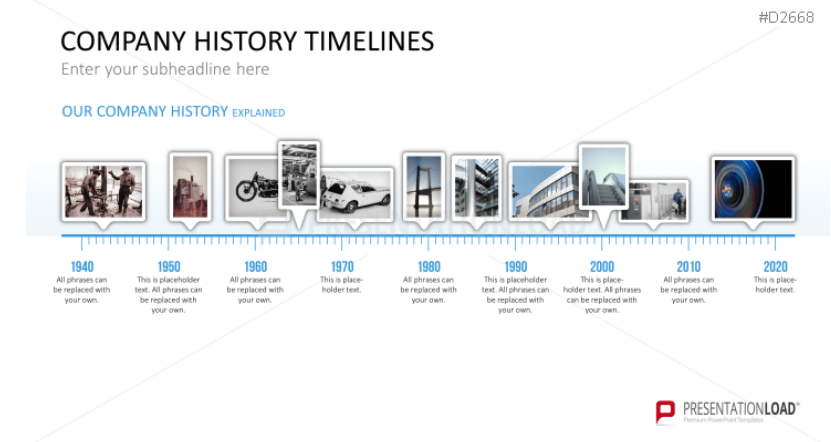 #D2668
COMPANY HISTORY TIMELINES
Enter your subheadline here
OUR COMPANY HISTORY EXPLAINED
1940 1950 1960 1970 1980 1990 2000 2010 2020
All phrases can
be replaced with
your own.
This is placeholder
text. All phrases can
be replaced with
your own.
All phrases can
be replaced with
your own.
This is place-
holder text.
All phrases can
be replaced with
your own.
This is placeholder
text. All phrases can
be replaced with
your own.
This is place-
holder text. All phrases
can be replaced with
your own.
All phrases can
be replaced with
your own.
This is place-
holder text.
PRESENTATIONLOAD®
Premium PowerPoint Templates